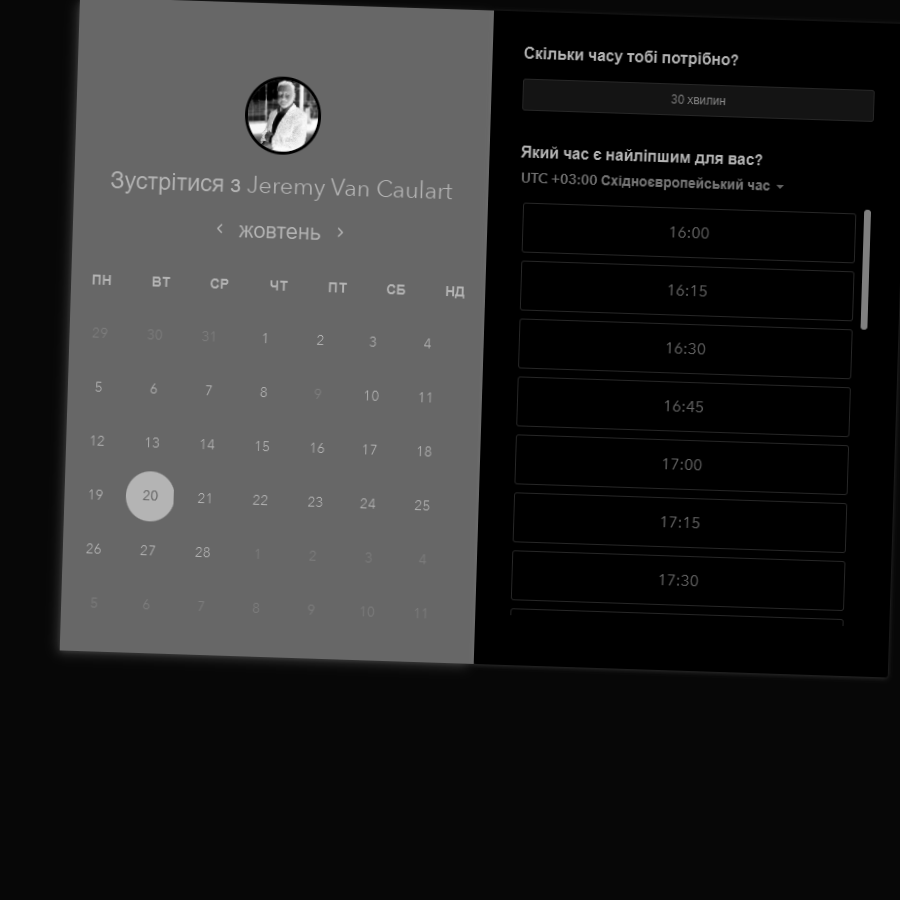 Зустрітися з Jeremy Van Caulart
жовтень
ПН ВТ СР ЧТ ПТ СБ НД
29 30 31 1 2 3 4
5 6 7 8 9 10 11
12 13 14 15 16 17 18
19 20 21 22 23 24 25
26 27 28 1 2 3 4
5 6 7 8 9 10 11
Скільки часу тобі потрібно?
30 хвилин
Який час є найліпшим для вас?
UTC +03:00 Східноєвропейський час
16:00
16:15
16:30
16:45
17:00
17:15
17:30